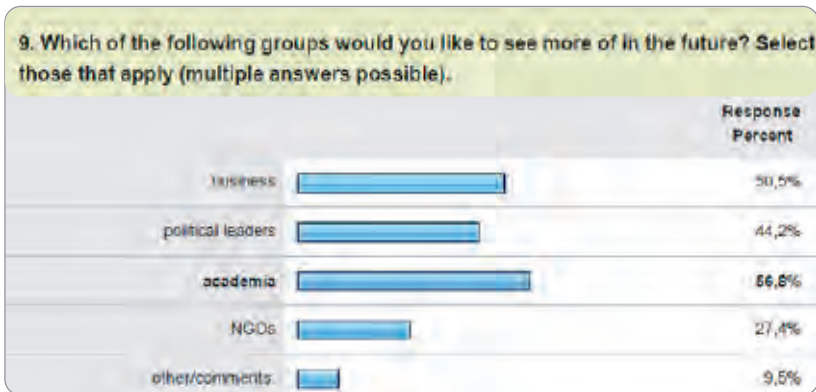 9. Which of the following groups would you like to see more of in the future? Select
those that apply (multiple answers possible).
Response
Percent
business 50,5%
political leaders 44,2%
academia 56,8%
NGOs 27,4%
other/comments 9,5%